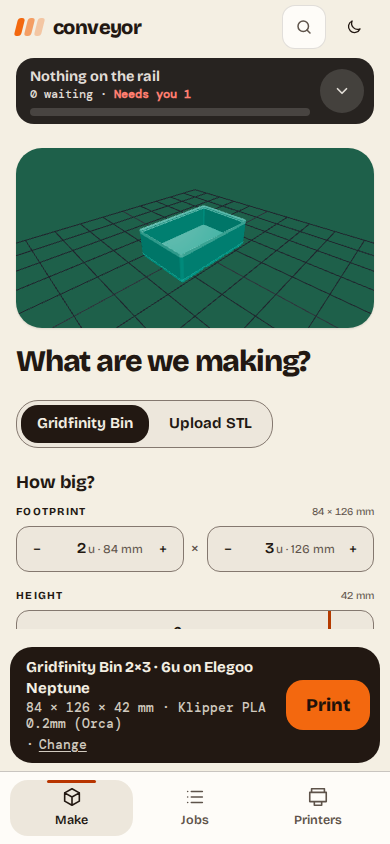 conveyor
Nothing on the rail
0 waiting · Needs you 1
What are we making?
Gridfinity Bin
Upload STL
How big?
FOOTPRINT
84 × 126 mm
− 2 u · 84 mm + × − 3 u · 126 mm +
HEIGHT
42 mm
Gridfinity Bin 2×3 · 6u on Elegoo
Neptune
84 × 126 × 42 mm · Klipper PLA
0.2mm (Orca)
· Change
Print
Make
Jobs
Printers